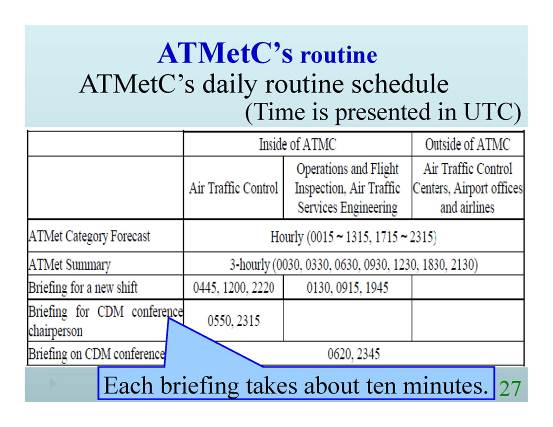 ATMetC's routine
ATMetC's daily routine schedule
(Time is presented in UTC)
Inside of ATMC
Outside of ATMC
Air Traffic Control
Operations and Flight
Inspection, Air Traffic
Services Engineering
Air Traffic Control
Centers, Airport offices
and airlines
ATMet Category Forecast
Hourly (0015 ~ 1315, 1715 ~ 2315)
ATMet Summary
3-hourly (0030, 0330, 0630, 0930, 1230, 1830, 2130)
Briefing for a new shift
0445, 1200, 2220
0130, 0915, 1945
Briefing for CDM conference
chairperson
0550, 2315
Briefing on CDM conference
0620, 2345
Each briefing takes about ten minutes.
27